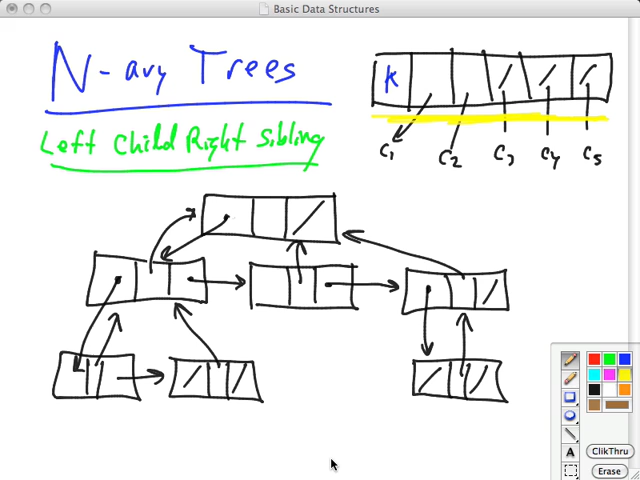 Basic Data Structures
N-ary Trees
Left Child Right Sibling
K
C1 C2 C3 C4 C5
A
ClikThru
Erase